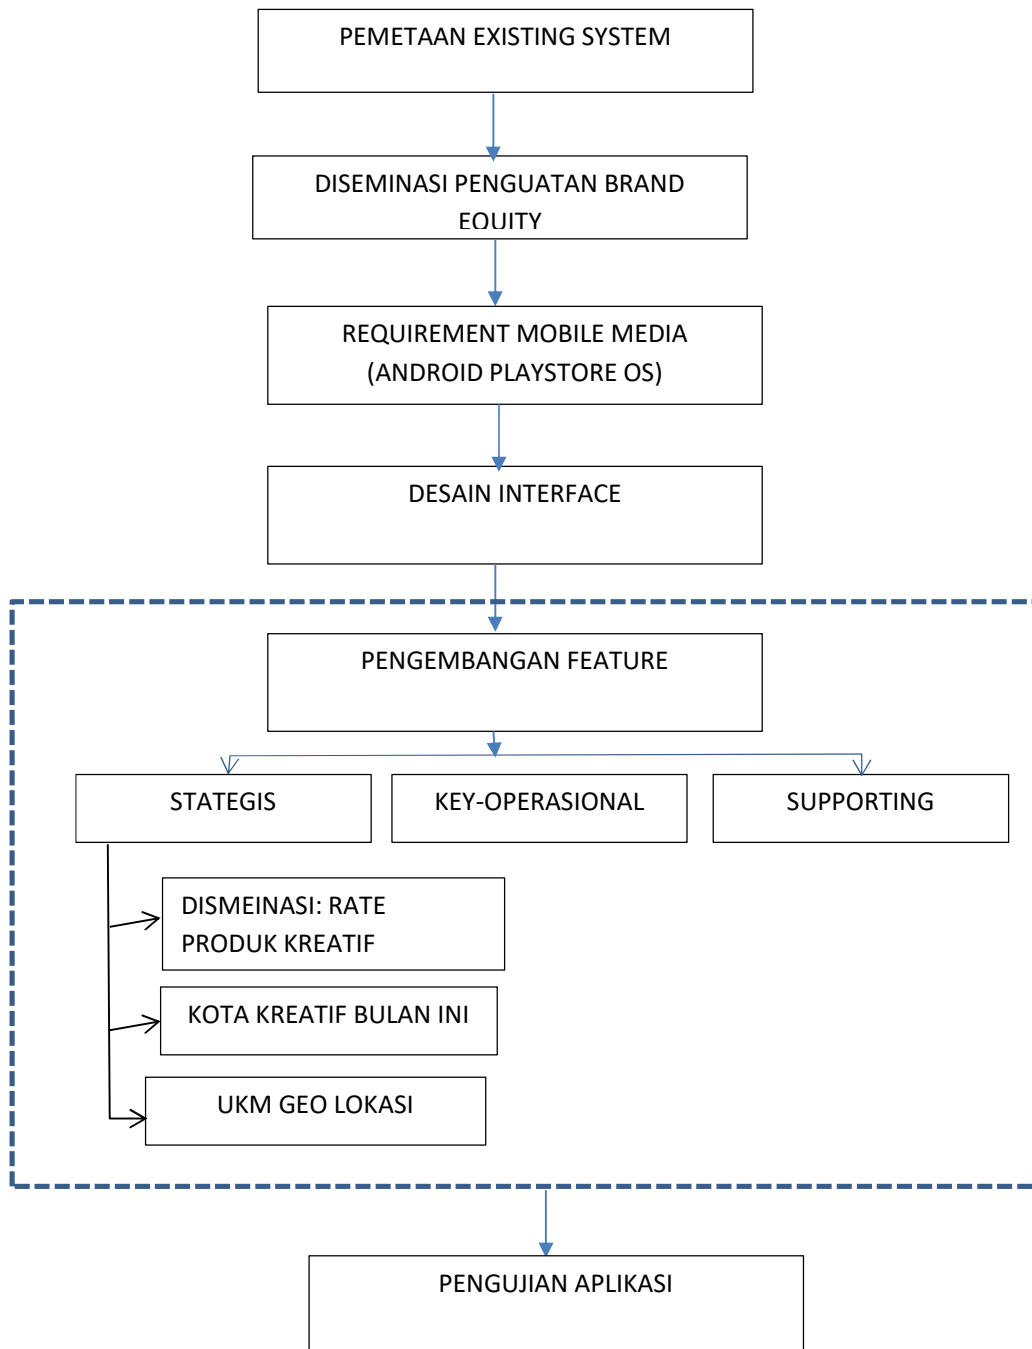 PEMETAAN EXISTING SYSTEM
DISEMINASI PENGUATAN BRAND
EQUITY
REQUIREMENT MOBILE MEDIA
(ANDROID PLAYSTORE OS)
DESAIN INTERFACE
PENGEMBANGAN FEATURE
STATEGIS
KEY-OPERASIONAL
SUPPORTING
DISMEINASI: RATE
PRODUK KREATIF
KOTA KREATIF BULAN INI
UKM GEO LOKASI
PENGUJIAN APLIKASI